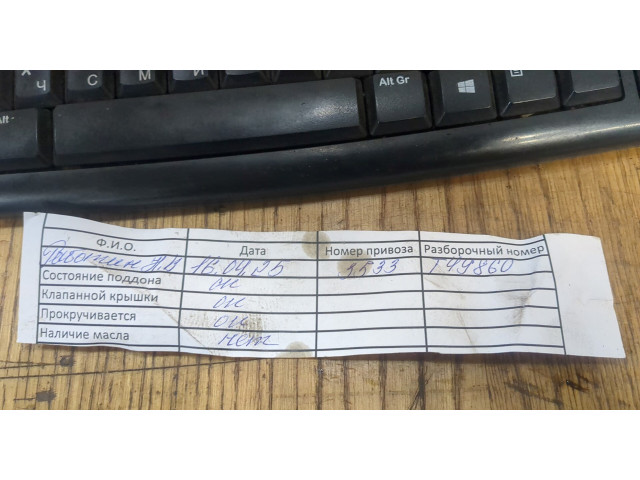 Ч С М И
Alt Gr
Alt
Ф.И.О. Дата Номер привоза Разборочный номер
16.04.25 1533 149860
Состояние поддона ок
Клапанной крышки ок
Прокручивается ок
Наличие масла нет